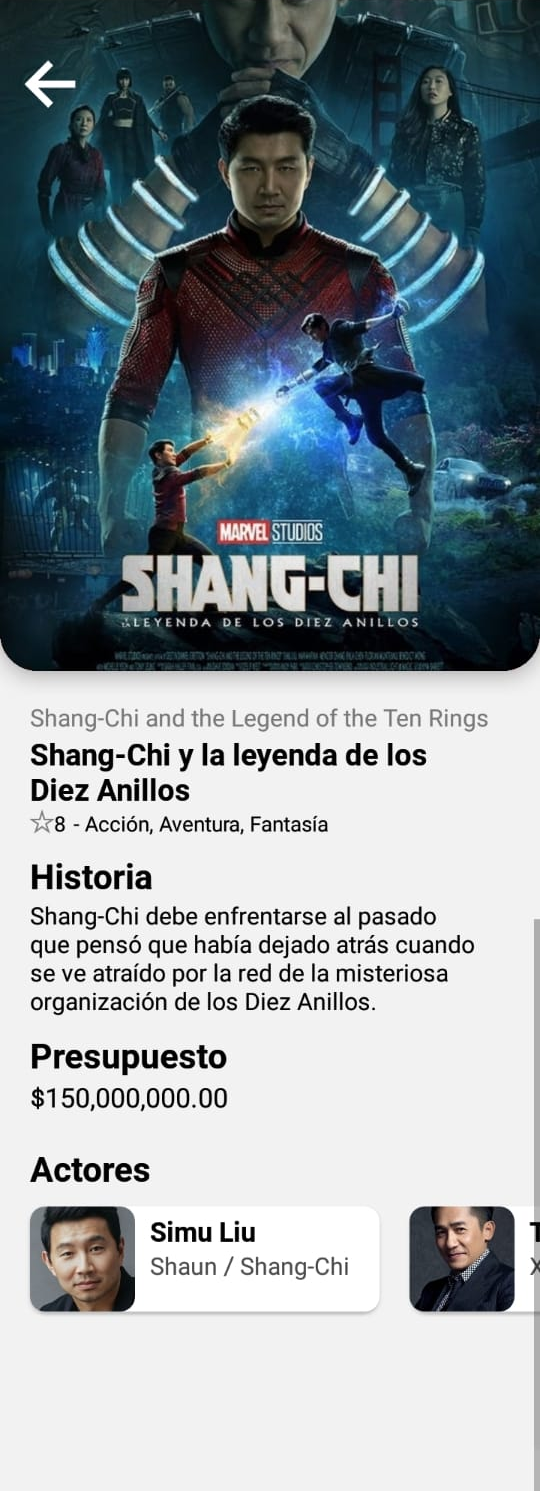 MARVEL STUDIOS
SHANG-CHI
Y LA LEYENDA DE LOS DIEZ ANILLOS
Shang-Chi and the Legend of the Ten Rings
Shang-Chi y la leyenda de los
Diez Anillos
☆8 - Acción, Aventura, Fantasía
Historia
Shang-Chi debe enfrentarse al pasado
que pensó que había dejado atrás cuando
se ve atraído por la red de la misteriosa
organización de los Diez Anillos.
Presupuesto
$150,000,000.00
Actores
Simu Liu
Shaun / Shang-Chi
T
X